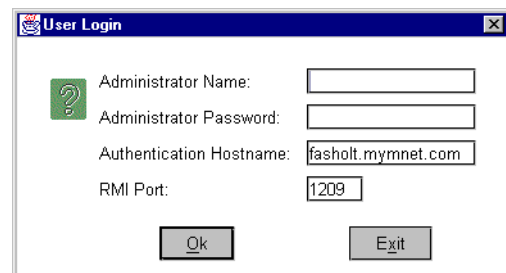 User Login
Administrator Name:
Administrator Password:
Authentication Hostname: fasholt.mymnet.com
RMI Port: 1209
Ok Exit